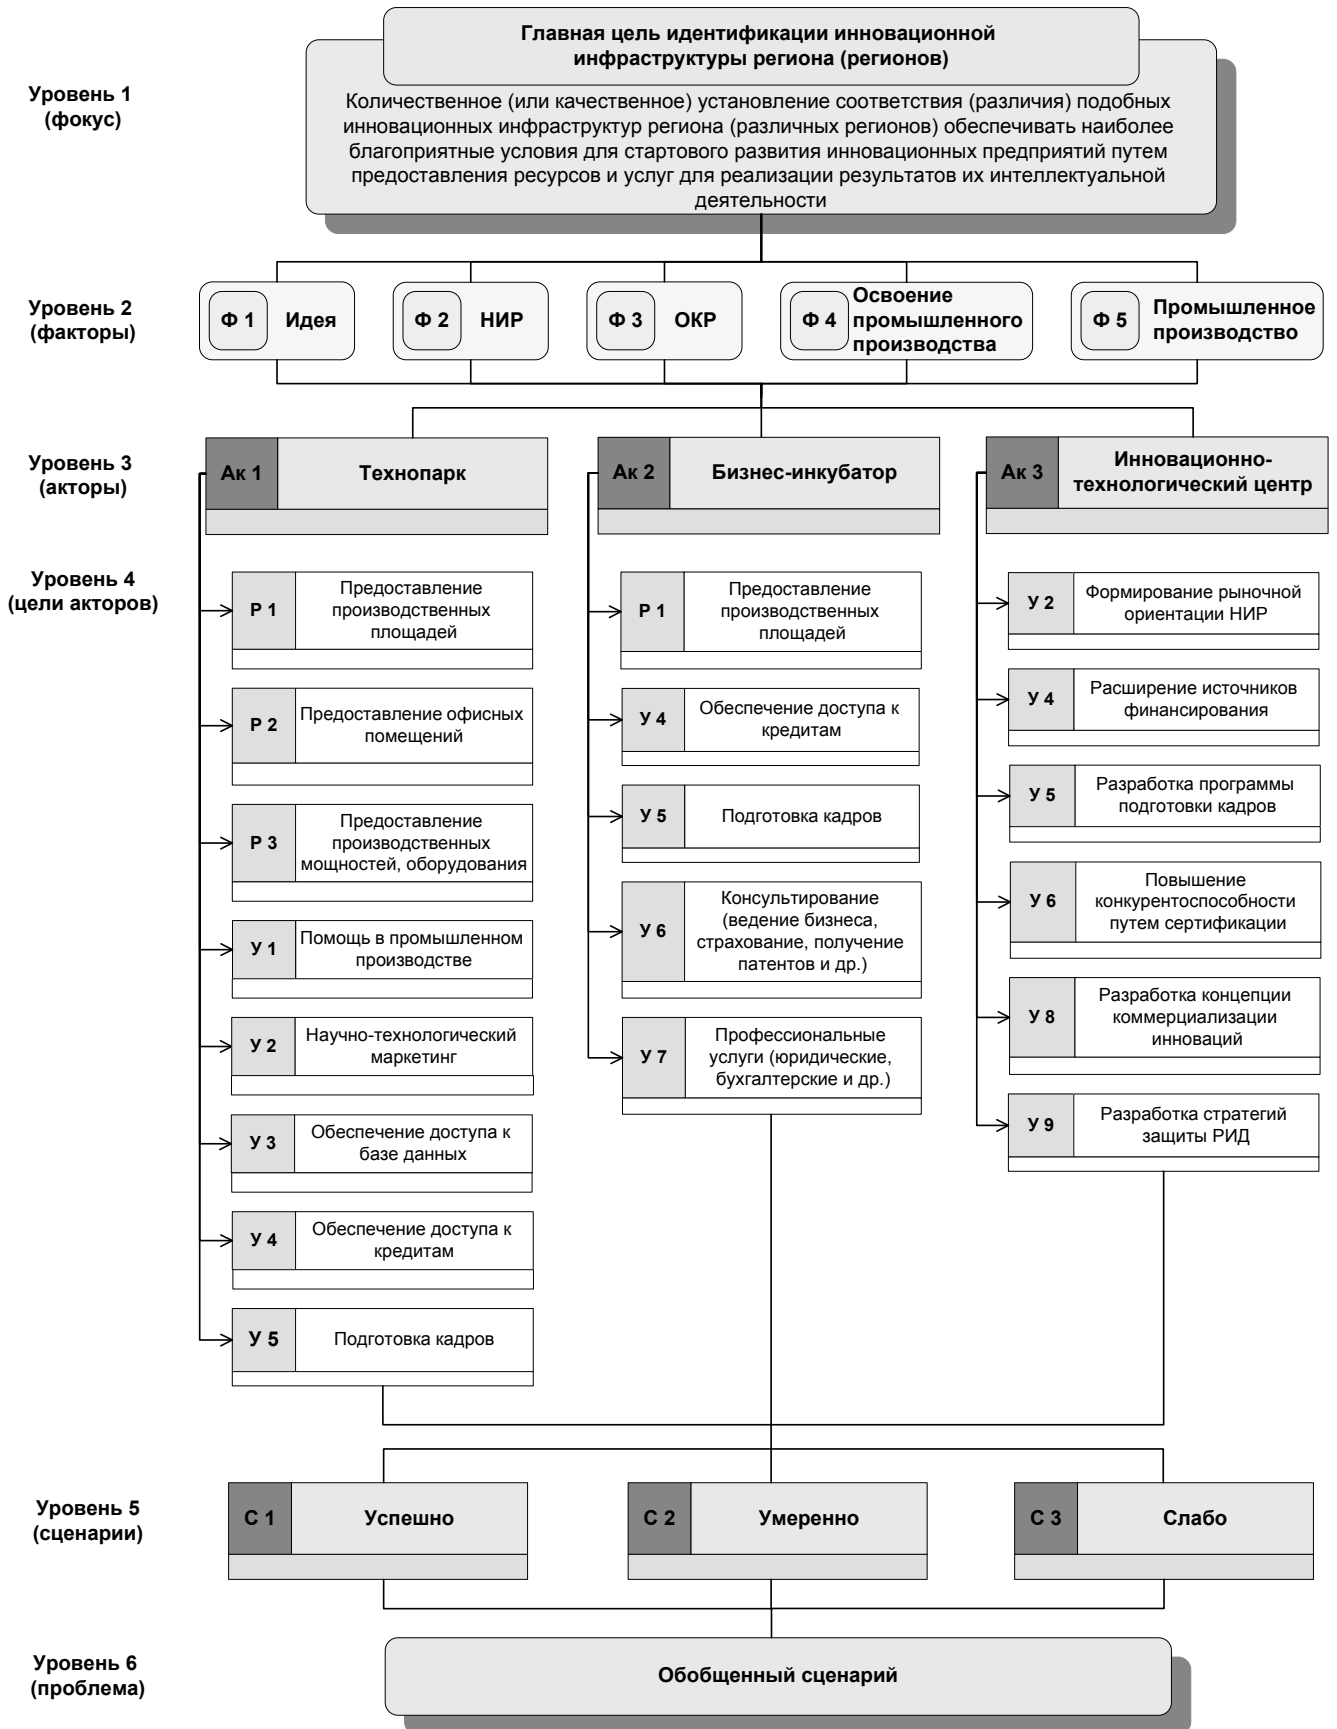 Главная цель идентификации инновационной
инфраструктуры региона (регионов)
Уровень 1
(фокус)
Количественное (или качественное) установление соответствия (различия) подобных
инновационных инфраструктур региона (различных регионов) обеспечивать наиболее
благоприятные условия для стартового развития инновационных предприятий путем
предоставления ресурсов и услуг для реализации результатов их интеллектуальной
деятельности
Уровень 2
(факторы)
Ф 1
Идея
Ф 2
НИР
Ф 3
ОКР
Ф 4
Освоение
промышленного
производства
Ф 5
Промышленное
производство
Уровень 3
(акторы)
Ак 1
Технопарк
Ак 2
Бизнес-инкубатор
Ак 3
Инновационно-
технологический центр
Уровень 4
(цели акторов)
Р 1
Предоставление
производственных
площадей
Р 2
Предоставление офисных
помещений
Р 3
Предоставление
производственных
мощностей, оборудования
У 1
Помощь в промышленном
производстве
У 2
Научно-технологический
маркетинг
У 3
Обеспечение доступа к
базе данных
У 4
Обеспечение доступа к
кредитам
У 5
Подготовка кадров
Р 1
Предоставление
производственных
площадей
У 4
Обеспечение доступа к
кредитам
У 5
Подготовка кадров
У 6
Консультирование
(ведение бизнеса,
страхование, получение
патентов и др.)
У 7
Профессиональные
услуги (юридические,
бухгалтерские и др.)
У 2
Формирование рыночной
ориентации НИР
У 4
Расширение источников
финансирования
У 5
Разработка программы
подготовки кадров
У 6
Повышение
конкурентоспособности
путем сертификации
У 8
Разработка концепции
коммерциализации
инноваций
У 9
Разработка стратегий
защиты РИД
Уровень 5
(сценарии)
С 1
Успешно
С 2
Умеренно
С 3
Слабо
Уровень 6
(проблема)
Обобщенный сценарий